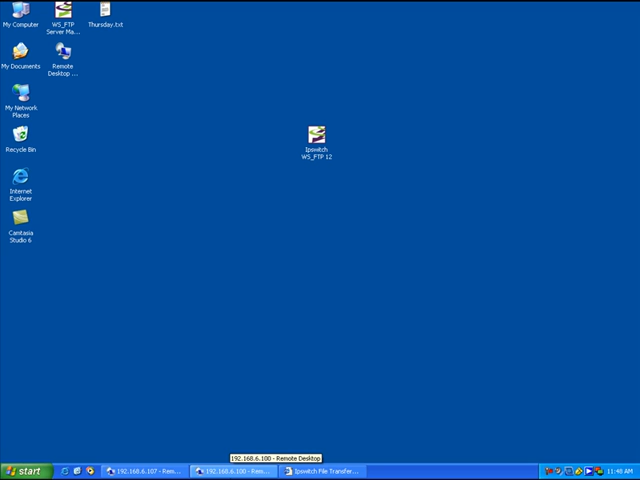 My Computer
WS_FTP
Server Ma...
Thursday.txt
My Documents
Remote
Desktop ...
My Network
Places
Recycle Bin
Ipswitch
WS_FTP 12
Internet
Explorer
Camtasia
Studio 6
192.168.6.100 - Remote Desktop
start
192.168.6.107 - Rem...
192.168.6.100 - Rem...
Ipswitch File Transfer...
11:48 AM